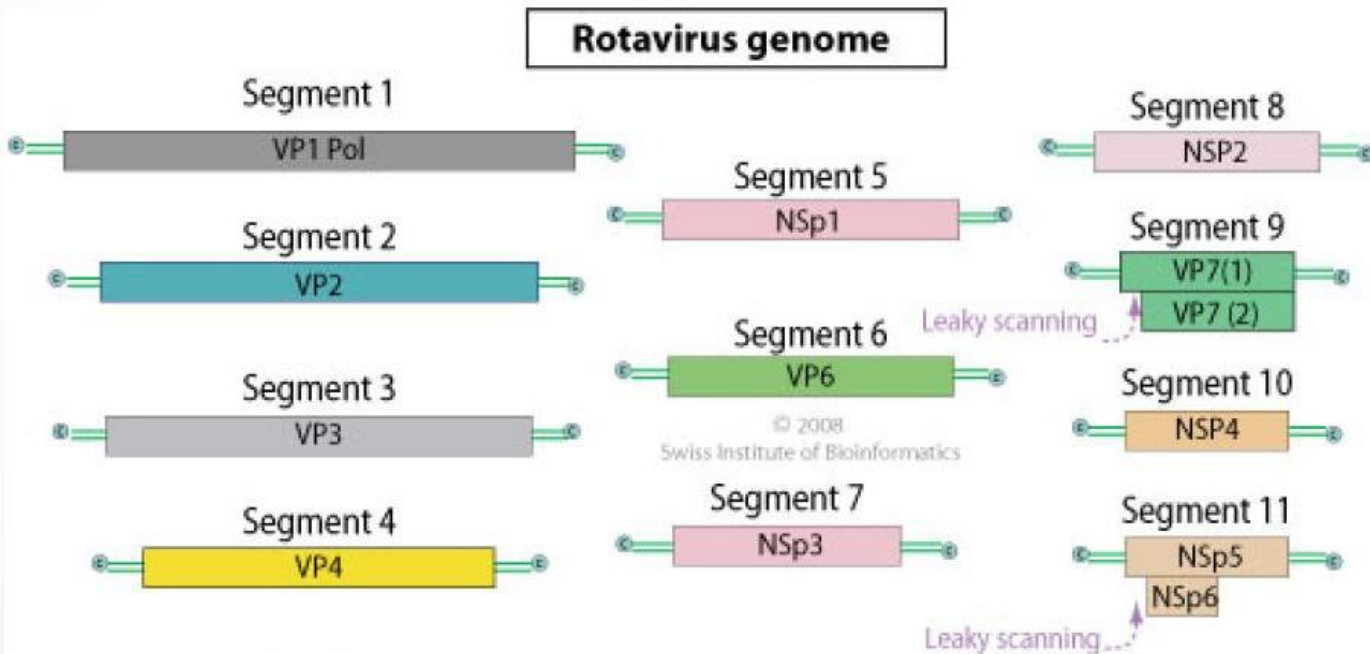 Rotavirus genome
Segment 1
VP1 Pol
Segment 2
VP2
Segment 3
VP3
Segment 4
VP4
Segment 5
NSp1
Segment 6
VP6
© 2008
Swiss Institute of Bioinformatics
Segment 7
NSp3
Segment 8
NSP2
Segment 9
VP7(1)
VP7 (2)
Leaky scanning
Segment 10
NSP4
Segment 11
NSp5
NSp6
Leaky scanning